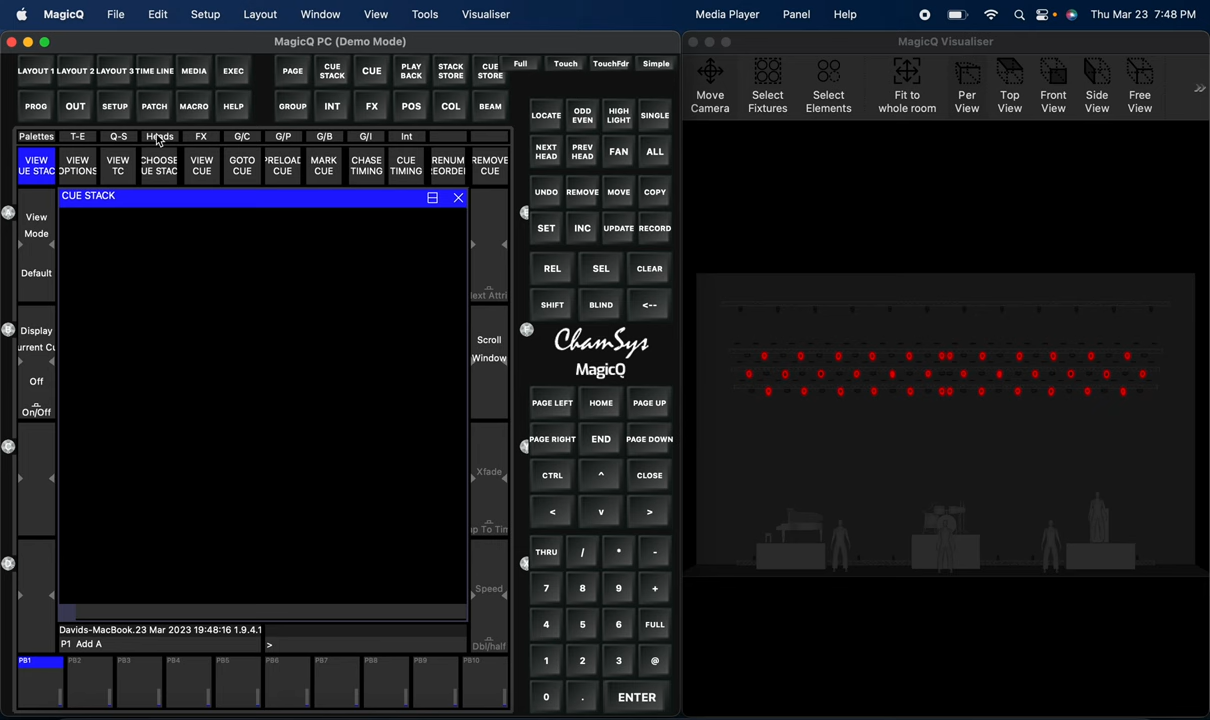 MagicQ File Edit Setup Layout Window View Tools Visualiser Media Player Panel Help Thu Mar 23 7:48 PM
MagicQ PC (Demo Mode)
MagicQ Visualiser
LAYOUT 1 LAYOUT 2 LAYOUT 3 TIME LINE MEDIA EXEC PAGE CUE STACK CUE PLAY BACK STACK STORE CUE STORE
Full Touch TouchFdr Simple
PROG OUT SETUP PATCH MACRO HELP GROUP INT FX POS COL BEAM
Move Camera
Select Fixtures
Select Elements
Fit to whole room
Per View
Top View
Front View
Side View
Free View
Palettes T-E Q-S Heads FX G/C G/P G/B G/I Int
VIEW UE STAC
VIEW OPTIONS
VIEW TC
CHOOSE UE STAC
VIEW CUE
GOTO CUE
PRELOAD CUE
MARK CUE
CHASE TIMING
CUE TIMING
RENUM REORDE
REMOVE CUE
CUE STACK
View
Mode
Default
Display
urrent Cu
Off
On/Off
ext Attri
Scroll
Window
Xfade
p To Tim
Speed
Dbl/half
LOCATE ODD EVEN HIGH LIGHT SINGLE
NEXT HEAD PREV HEAD FAN ALL
UNDO REMOVE MOVE COPY
SET INC UPDATE RECORD
REL SEL CLEAR
SHIFT BLIND <--
ChamSys
MagicQ
PAGE LEFT HOME PAGE UP
PAGE RIGHT END PAGE DOWN
CTRL ^ CLOSE
< v >
THRU / * -
7 8 9 +
4 5 6 FULL
1 2 3 @
0 . ENTER
Davids-MacBook.23 Mar 2023 19:48:16 1.9.4.1
P1 Add A >
PB1 PB2 PB3 PB4 PB5 PB6 PB7 PB8 PB9 PB10